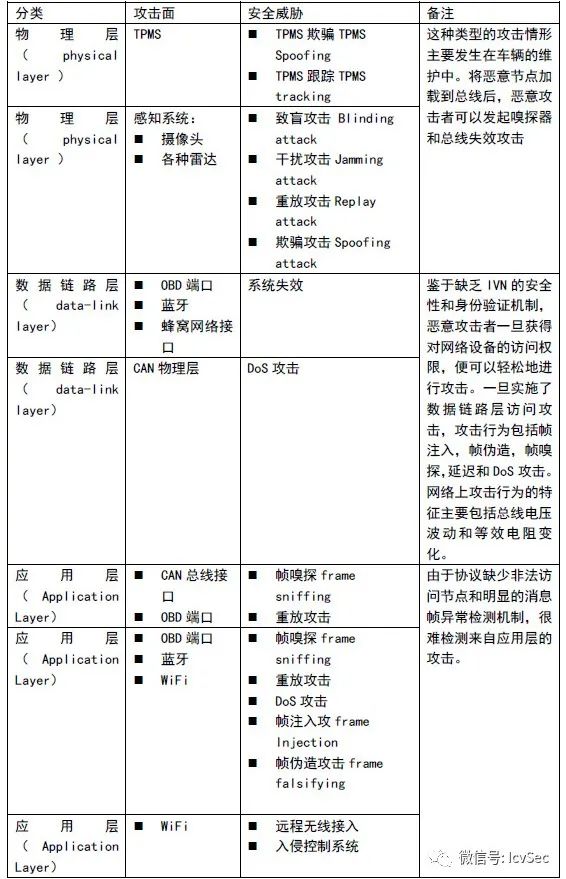 分类 攻击面 安全威胁 备注
物理层
（ physical
layer ）
TPMS
■ TPMS 欺骗 TPMS
Spoofing
■ TPMS 跟踪 TPMS
tracking
这种类型的攻击情形
主要发生在车辆的维
护中。将恶意节点加
载到总线后，恶意攻
击者可以发起嗅探器
和总线失效攻击
物理层
（ physical
layer ）
感知系统：
■ 摄像头
■ 各种雷达
■ 致盲攻击 Blinding
attack
■ 干扰攻击 Jamming
attack
■ 重放攻击 Replay
attack
■ 欺骗攻击 Spoofing
attack
数据链路层
（ data-link
layer）
■ OBD 端口
■ 蓝牙
■ 蜂窝网络接
口
系统失效
鉴于缺乏 IVN 的安全
性和身份验证机制，
恶意攻击者一旦获得
对网络设备的访问权
限，便可以轻松地进
行攻击。一旦实施了
数据链路层访问攻
击，攻击行为包括帧
注入，帧伪造，帧嗅
探，延迟和 DoS 攻击。
网络上攻击行为的特
征主要包括总线电压
波动和等效电阻变
化。
数据链路层
（ data-link
layer）
CAN 物理层
DoS 攻击
应用层
（ Application
Layer）
■ CAN 总线接
口
■ OBD 端口
■ 帧嗅探 frame
sniffing
■ 重放攻击
由于协议缺少非法访
问节点和明显的消息
帧异常检测机制，很
难检测来自应用层的
攻击。
应用层
（ Application
Layer）
■ OBD 端口
■ 蓝牙
■ WiFi
■ 帧嗅探 frame
sniffing
■ 重放攻击
■ DoS 攻击
■ 帧注入攻 frame
Injection
■ 帧伪造攻击 frame
falsifying
应用层
（ Application
Layer）
■ WiFi
■ 远程无线接入
■ 入侵控制系统
微信号: IcvSec